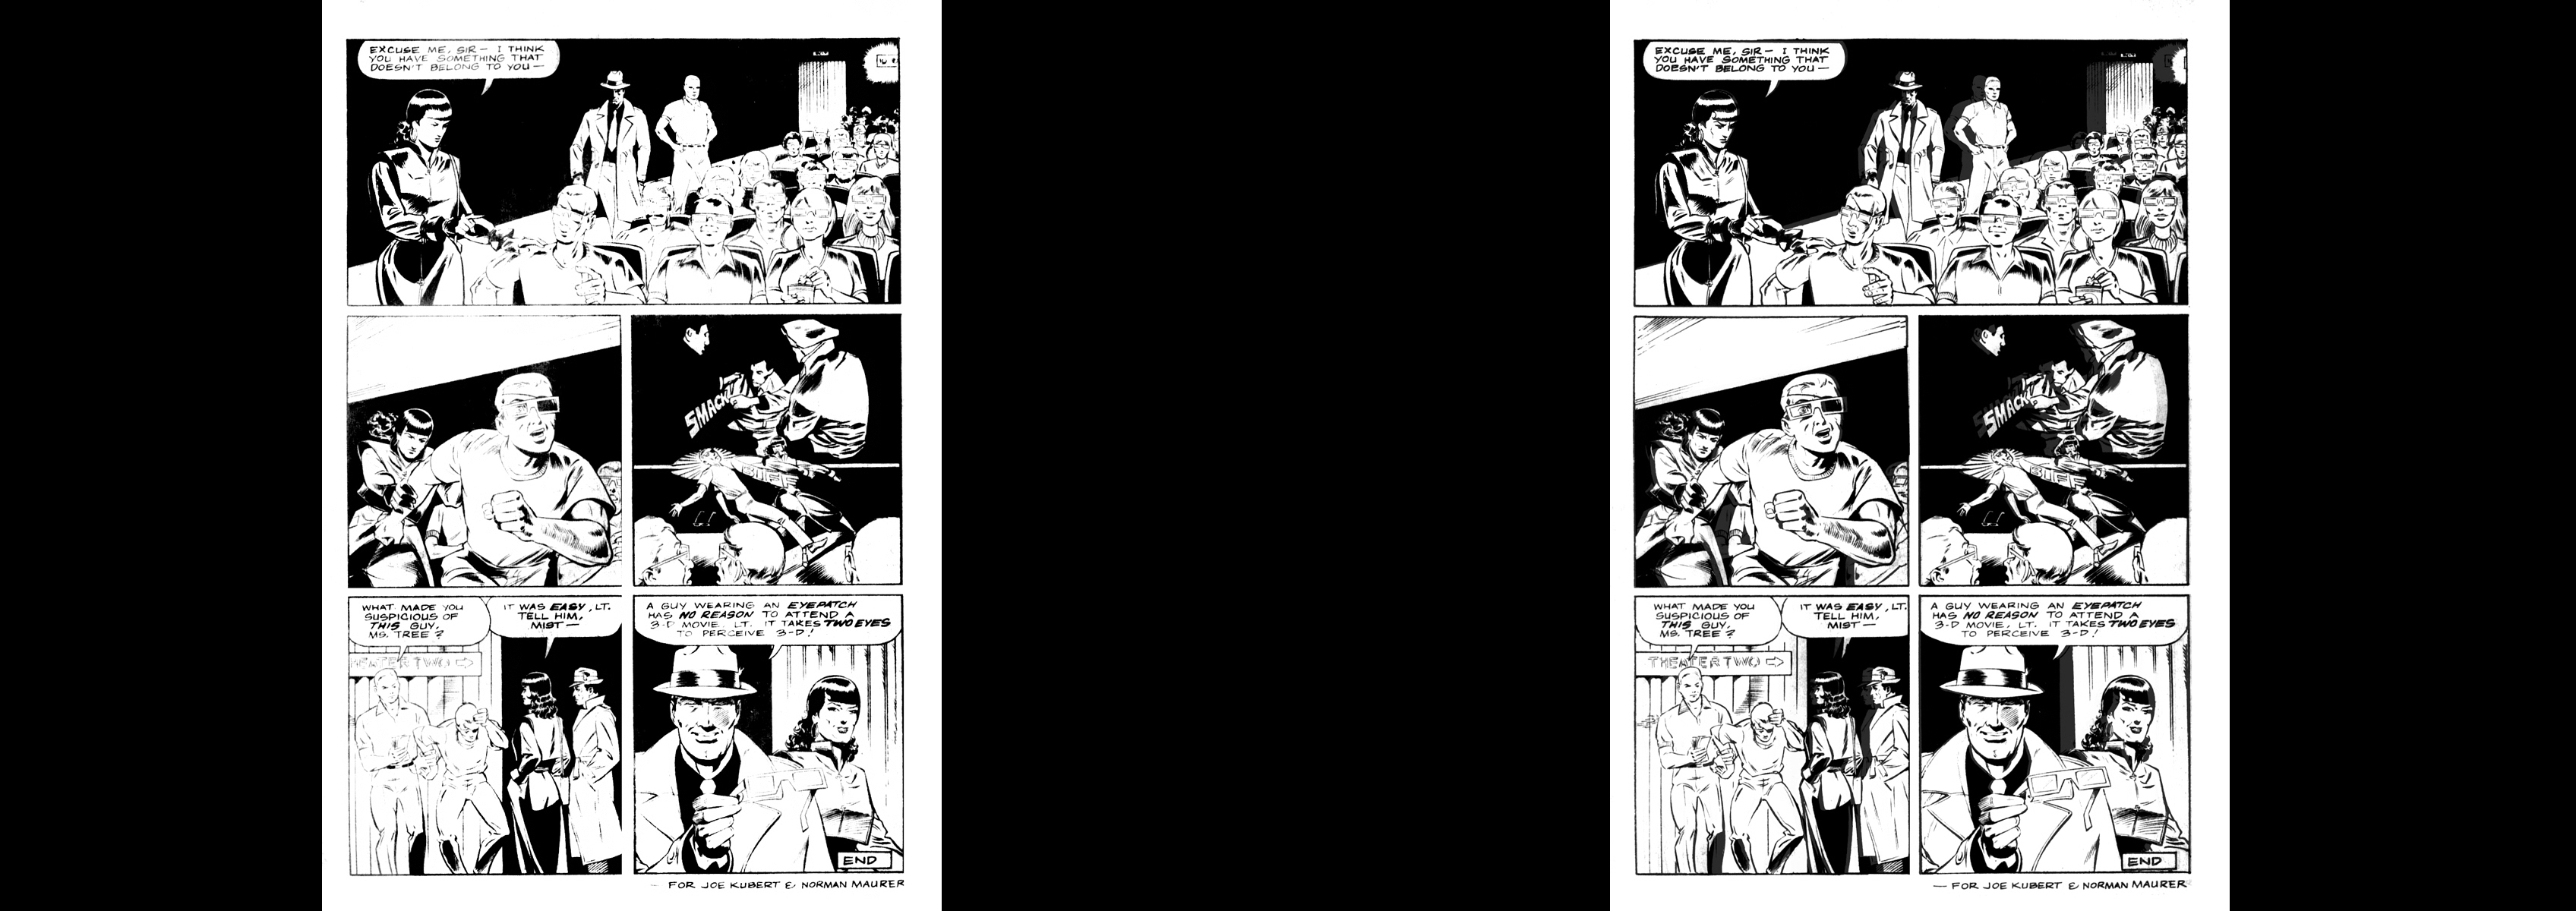 EXCUSE ME, SIR — I THINK
YOU HAVE SOMETHING THAT
DOESN'T BELONG TO YOU —
SMACK
WHAT MADE YOU
SUSPICIOUS OF
THIS GUY,
MS. TREE?
IT WAS EASY, LT.
TELL HIM,
MIST —
THEATER TWO
A GUY WEARING AN EYEPATCH
HAS NO REASON TO ATTEND A
3-D MOVIE, LT. IT TAKES TWO EYES
TO PERCEIVE 3-D!
END
— FOR JOE KUBERT & NORMAN MAURER
EXCUSE ME, SIR — I THINK
YOU HAVE SOMETHING THAT
DOESN'T BELONG TO YOU —
SMACK
WHAT MADE YOU
SUSPICIOUS OF
THIS GUY,
MS. TREE?
IT WAS EASY, LT.
TELL HIM,
MIST —
THEATER TWO
A GUY WEARING AN EYEPATCH
HAS NO REASON TO ATTEND A
3-D MOVIE, LT. IT TAKES TWO EYES
TO PERCEIVE 3-D!
END
— FOR JOE KUBERT & NORMAN MAURER